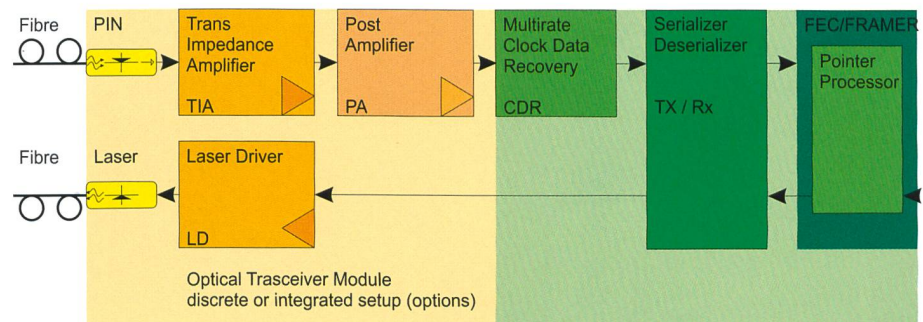 Fibre
PIN
Trans
Impedance
Amplifier
TIA
Post
Amplifier
PA
Multirate
Clock Data
Recovery
CDR
Serializer
Deserializer
TX / Rx
FEC/FRAMER
Pointer
Processor
Fibre
Laser
Laser Driver
LD
Optical Trasceiver Module
discrete or integrated setup (options)